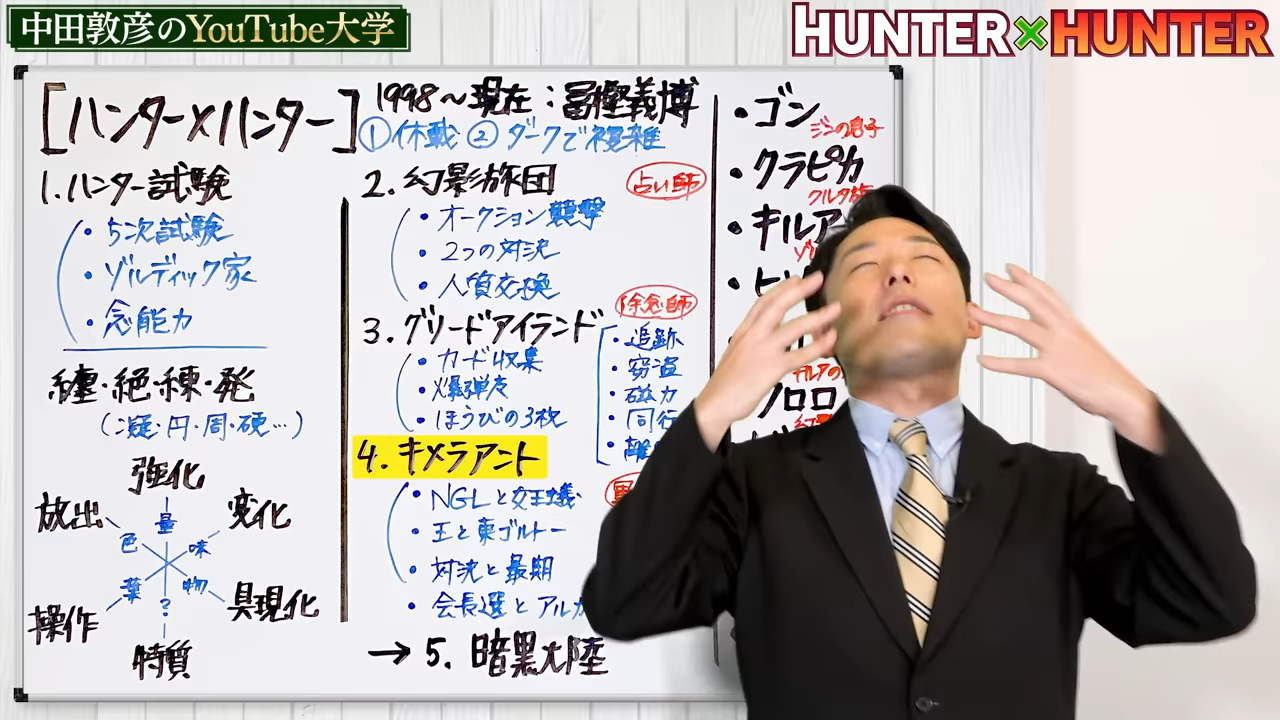 中田敦彦のYouTube大学
HUNTER×HUNTER
[ハンター×ハンター]
1998〜現在：冨樫義博
①休載 ②ダークで複雑
1.ハンター試験
・5次試験
・ゾルディック家
・念能力
纏・絶・練・発
(凝・円・周・硬…)
強化
放出
変化
量
色
味
葉
物
?
操作
具現化
特質
2.幻影旅団
占い師
・オークション襲撃
・2つの対決
・人質交換
除念師
3.グリードアイランド
・カード収集
・爆弾魔
・ほうびの3枚
・追跡
・窃盗
・磁力
・同行
4.キメラアント
・NGLと女王蟻
・王と東ゴルトー
・対決と最期
・会長選とアルカ
→5.暗黒大陸
・ゴン
ジンの息子
・クラピカ
クルタ族
・キルア
クロロ